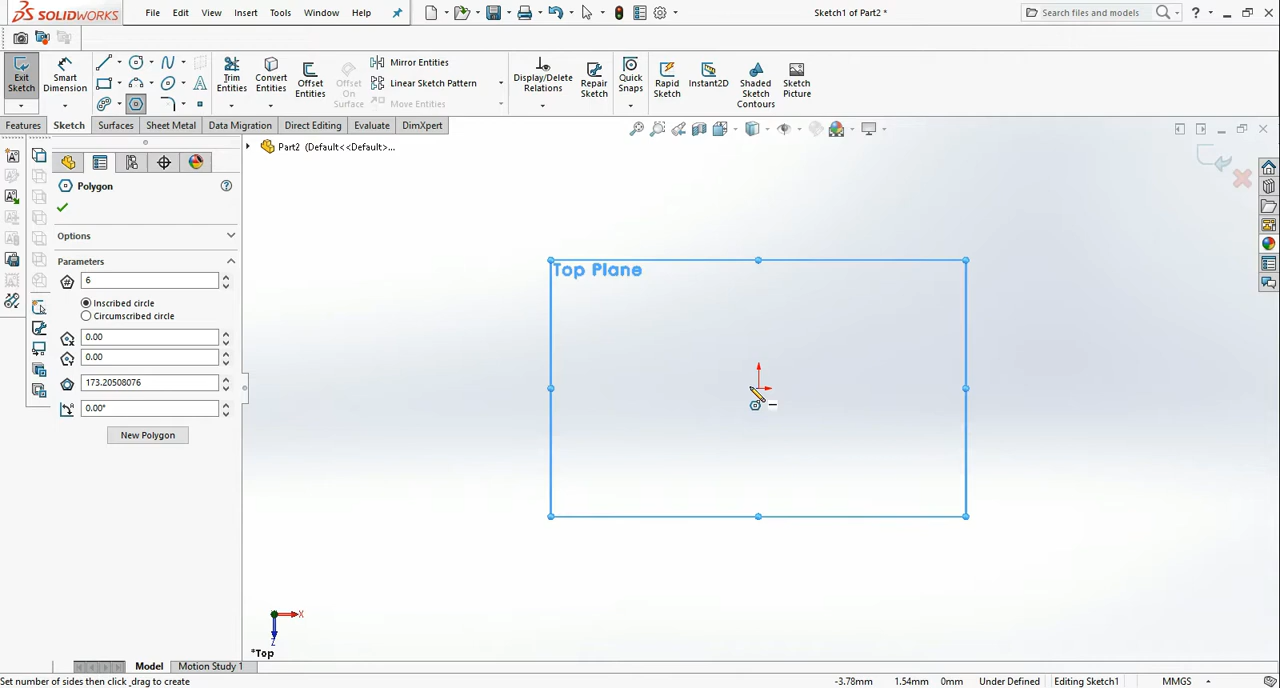 SOLIDWORKS File Edit View Insert Tools Window Help Sketch1 of Part2 * Search files and models ?
Exit Sketch
Smart Dimension
Trim Entities
Convert Entities
Offset Entities
Offset On Surface
Mirror Entities
Linear Sketch Pattern
Move Entities
Display/Delete Relations
Repair Sketch
Quick Snaps
Rapid Sketch
Instant2D
Shaded Sketch Contours
Sketch Picture
Features Sketch Surfaces Sheet Metal Data Migration Direct Editing Evaluate DimXpert
Part2 (Default<<Default>...
Polygon ?
Options
Parameters
6
Inscribed circle
Circumscribed circle
0.00
0.00
173.20508076
0.00°
New Polygon
Top Plane
X
Z
*Top
Model Motion Study 1
Set number of sides then click _drag to create -3.78mm 1.54mm 0mm Under Defined Editing Sketch1 MMGS